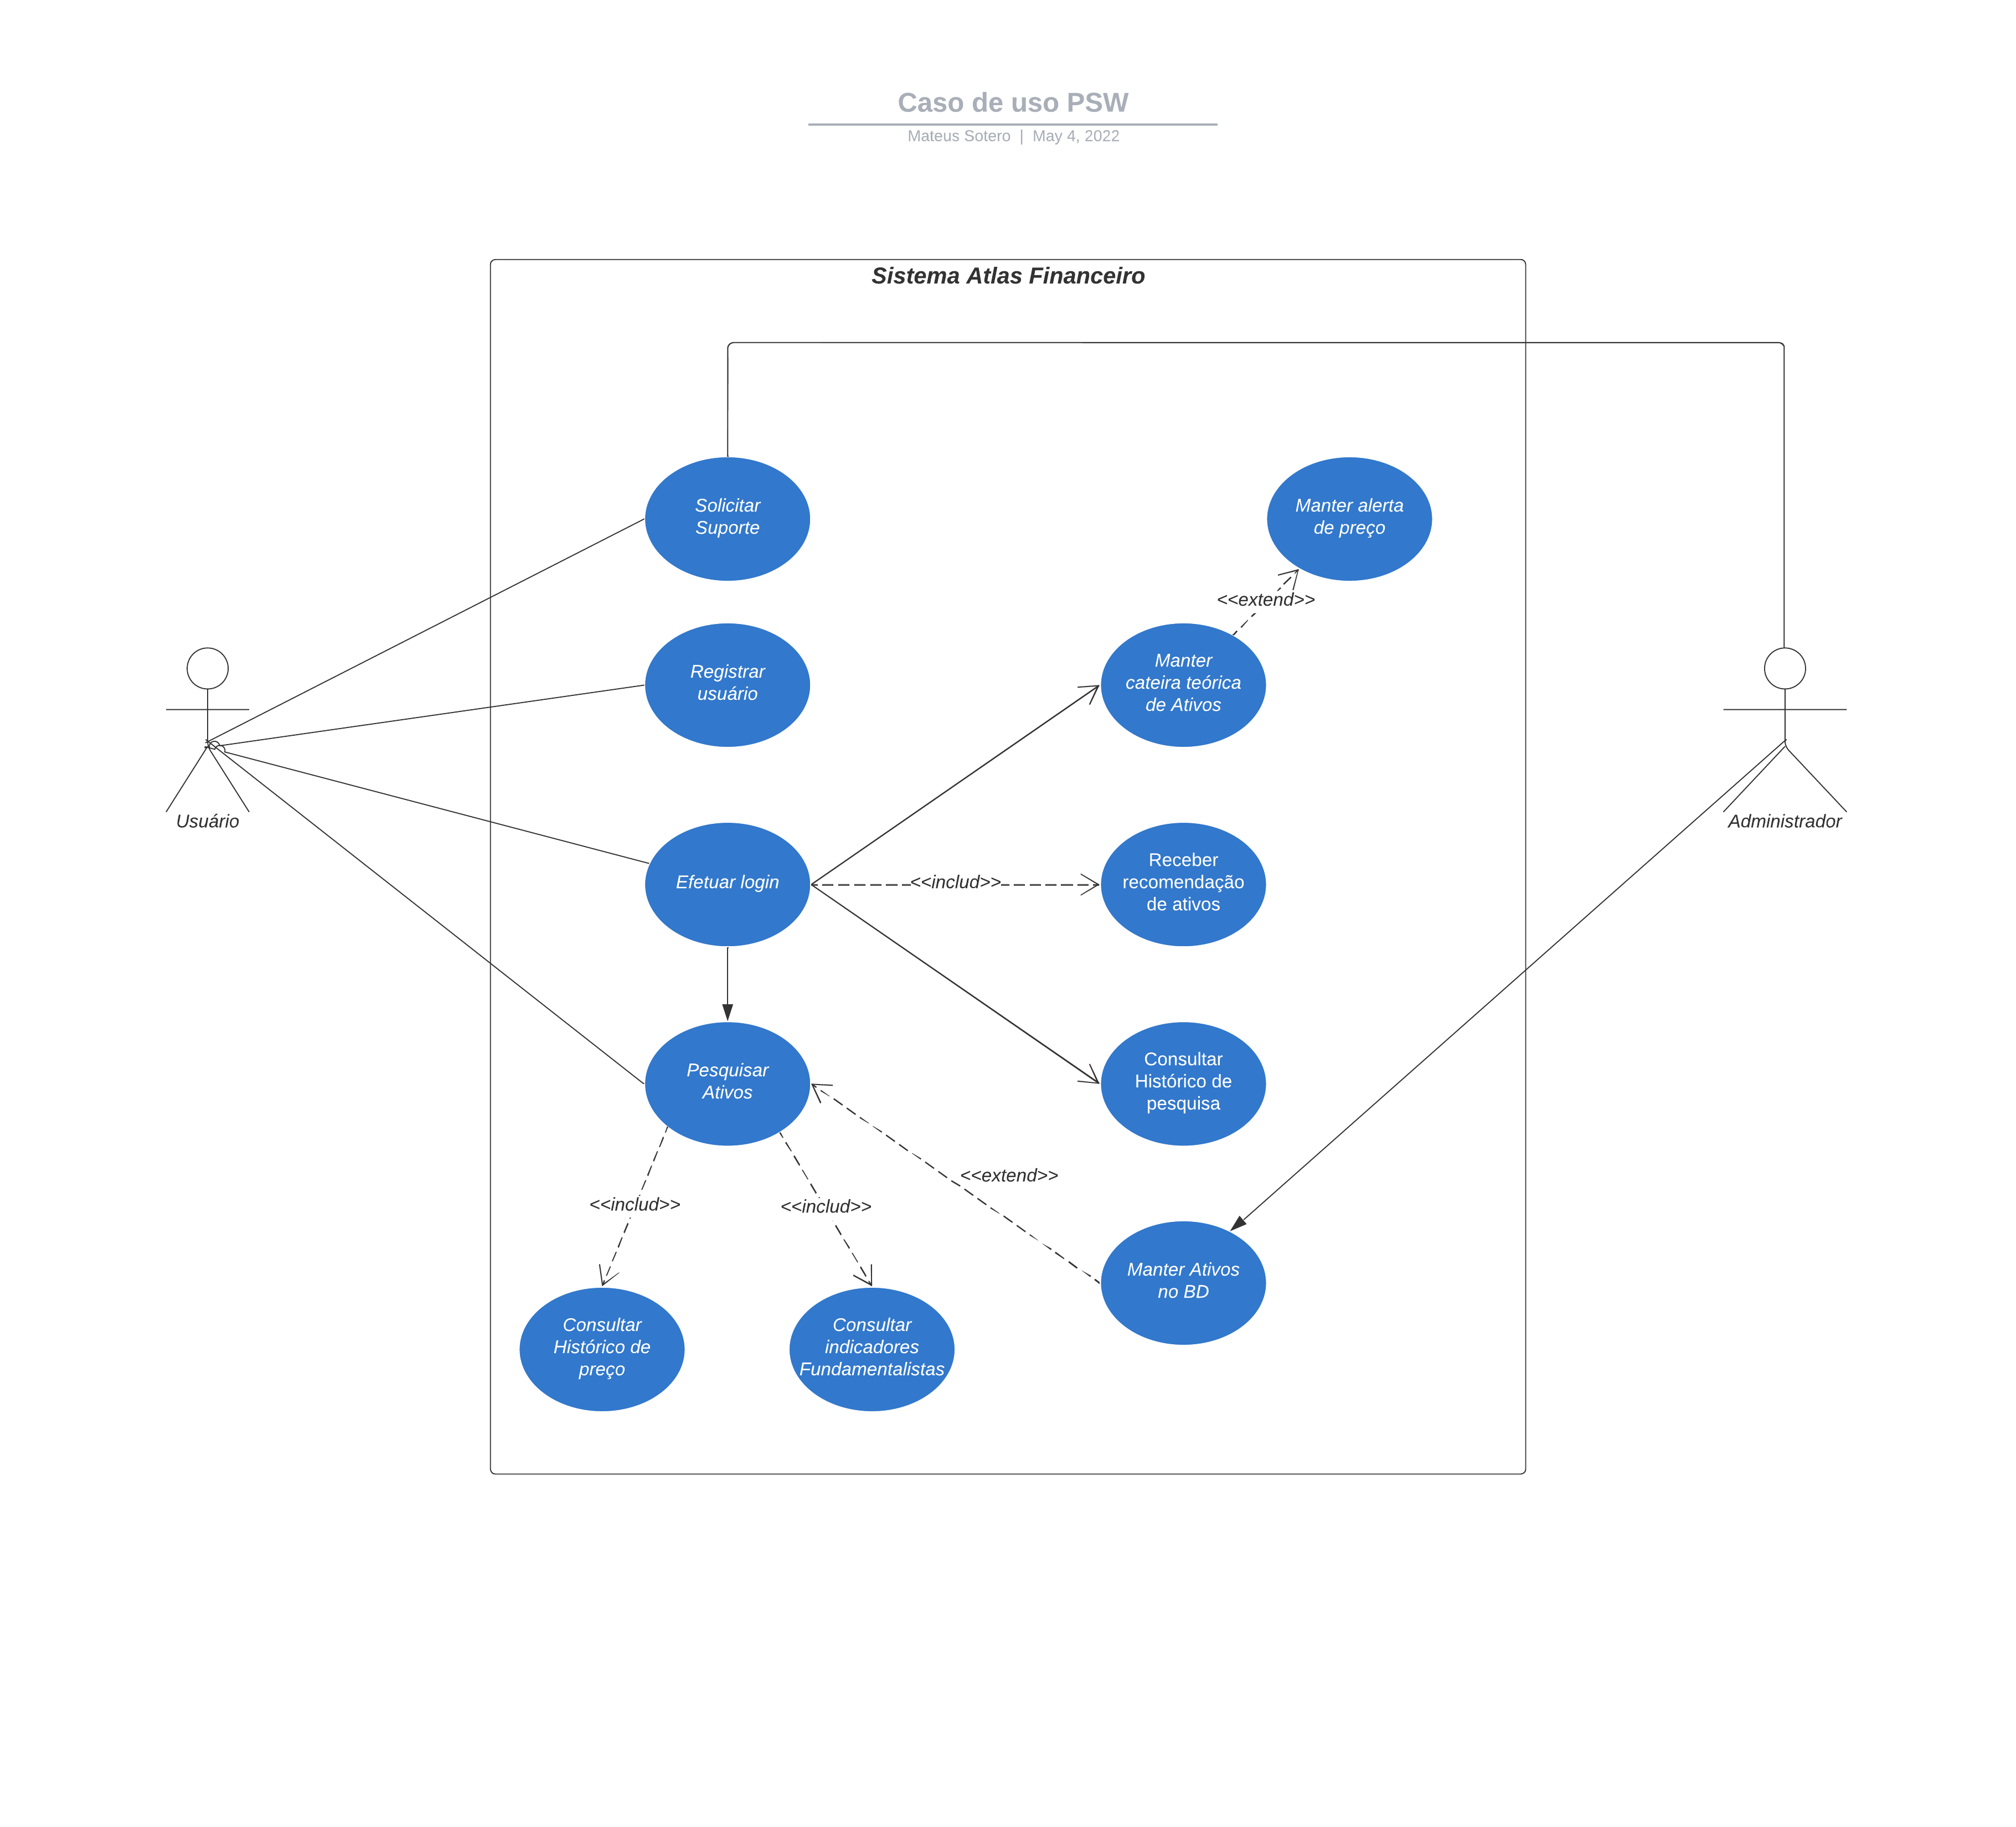 Caso de uso PSW
Mateus Sotero | May 4, 2022
Sistema Atlas Financeiro
Solicitar
Suporte
Manter alerta
de preço
<<extend>>
Registrar
usuário
Manter
cateira teórica
de Ativos
Usuário
Administrador
Efetuar login
<<includ>>
Receber
recomendação
de ativos
Pesquisar
Ativos
Consultar
Histórico de
pesquisa
<<extend>>
<<includ>>
<<includ>>
Manter Ativos
no BD
Consultar
Histórico de
preço
Consultar
indicadores
Fundamentalistas